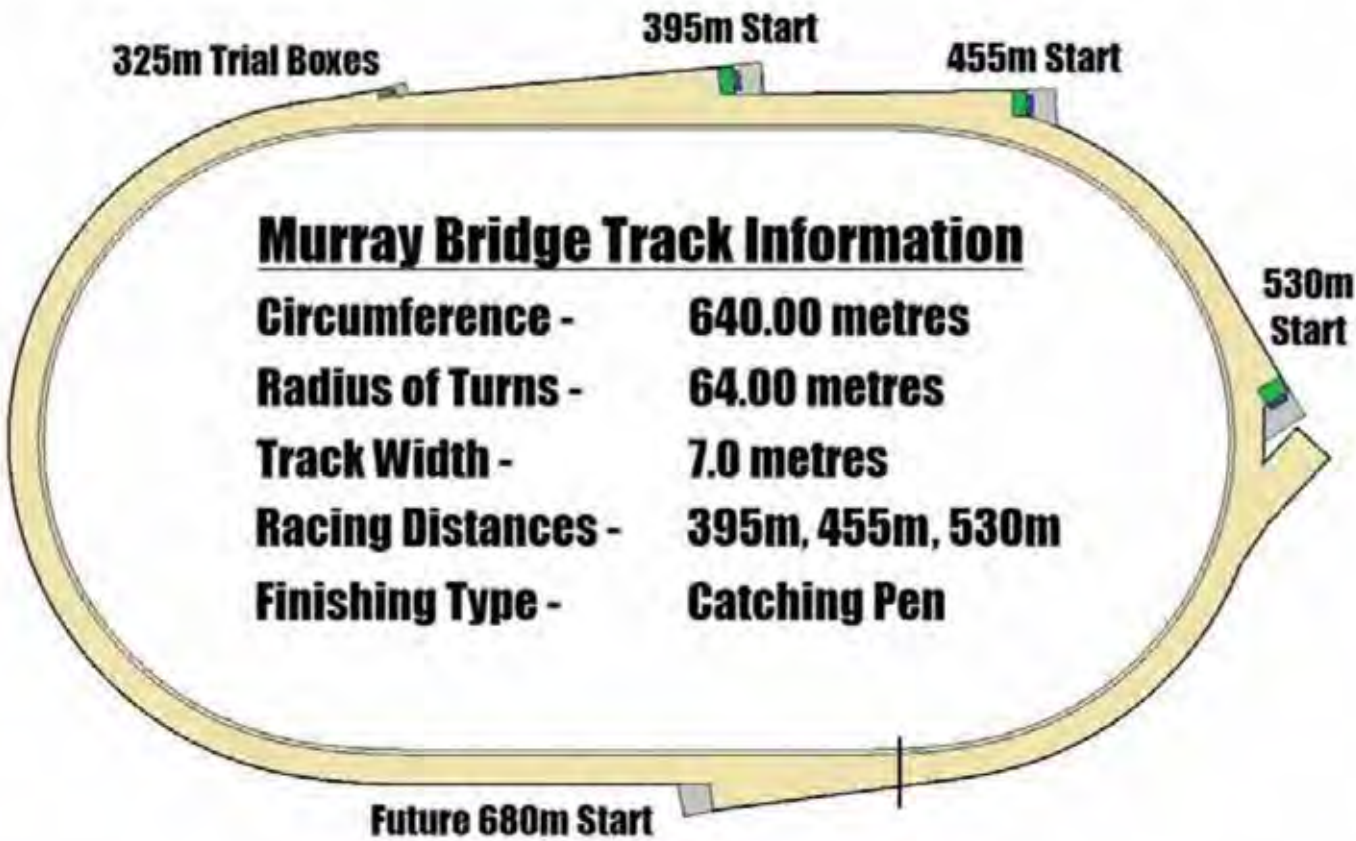 395m Start
325m Trial Boxes
455m Start
Murray Bridge Track Information
Circumference - 640.00 metres
530m
Start
Radius of Turns - 64.00 metres
Track Width - 7.0 metres
Racing Distances - 395m, 455m, 530m
Finishing Type - Catching Pen
Future 680m Start